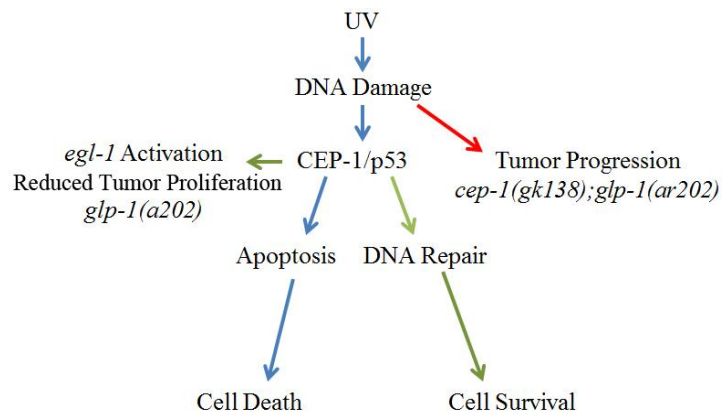 UV
DNA Damage
egl-1 Activation
Reduced Tumor Proliferation
glp-1(a202)
CEP-1/p53
Tumor Progression
cep-1(gk138);glp-1(ar202)
Apoptosis
DNA Repair
Cell Death
Cell Survival